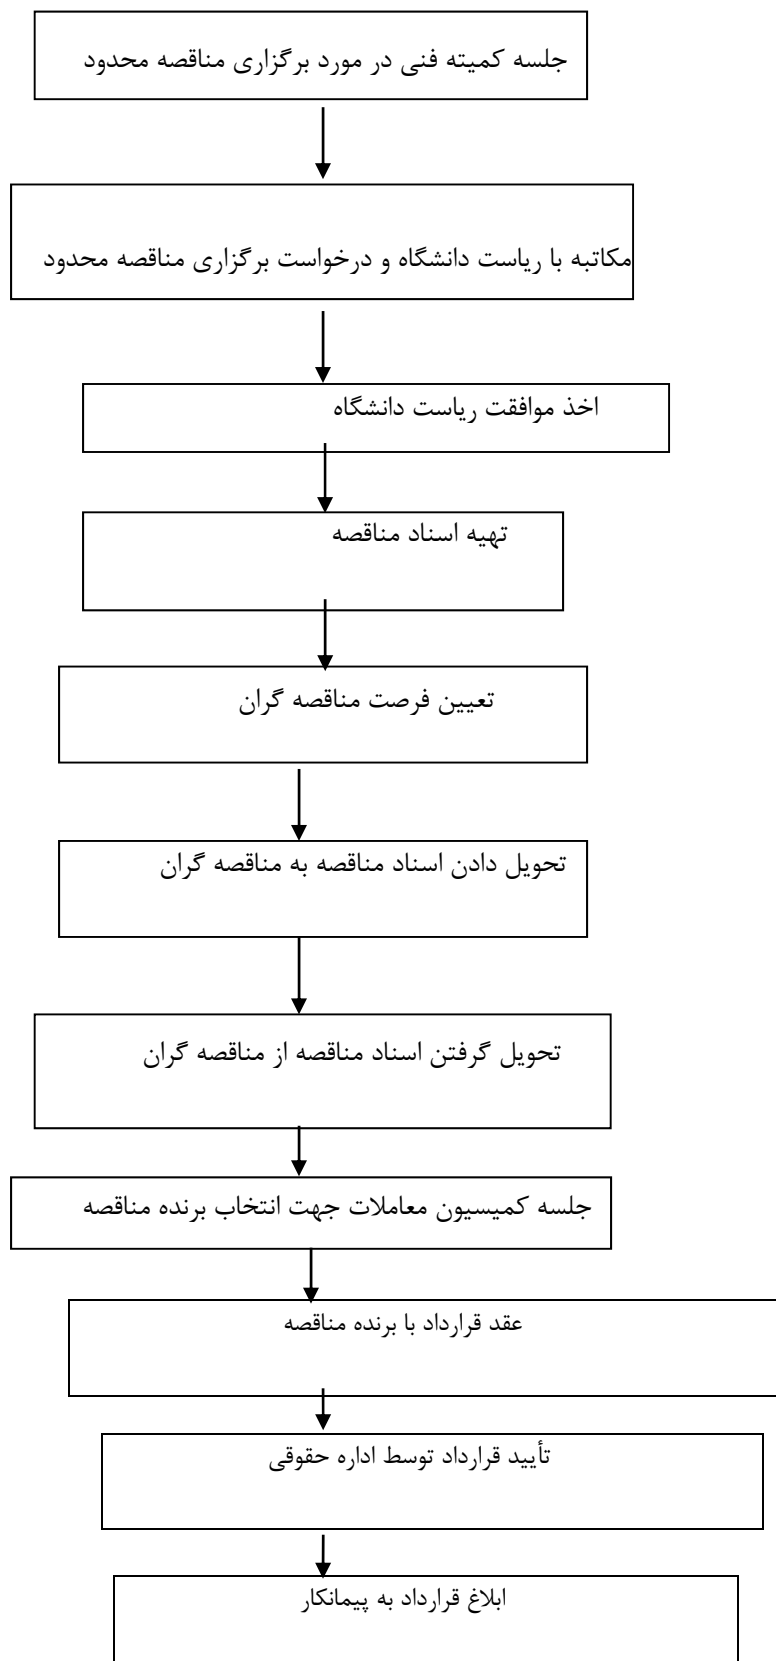 جلسه کمیته فنی در مورد برگزاری مناقصه محدود
مکاتبه با ریاست دانشگاه و درخواست برگزاری مناقصه محدود
اخذ موافقت ریاست دانشگاه
تهیه اسناد مناقصه
تعیین فرصت مناقصه گران
تحویل دادن اسناد مناقصه به مناقصه گران
تحویل گرفتن اسناد مناقصه از مناقصه گران
جلسه کمیسیون معاملات جهت انتخاب برنده مناقصه
عقد قرارداد با برنده مناقصه
تأیید قرارداد توسط اداره حقوقی
ابلاغ قرارداد به پیمانکار